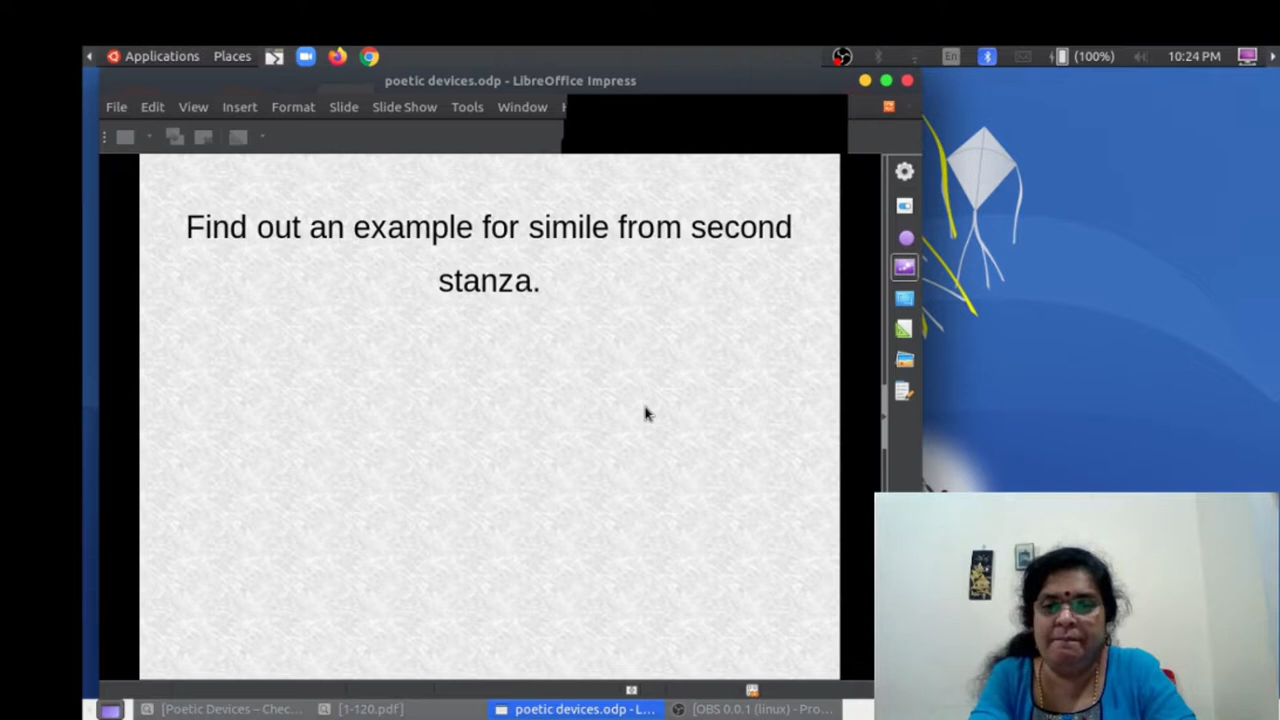 Applications Places
En
(100%)
10:24 PM
poetic devices.odp - LibreOffice Impress
File Edit View Insert Format Slide Slide Show Tools Window
Find out an example for simile from second
stanza.
[Poetic Devices – Chec...
[1-120.pdf]
poetic devices.odp - L...
[OBS 0.0.1 (linux) - Pro...